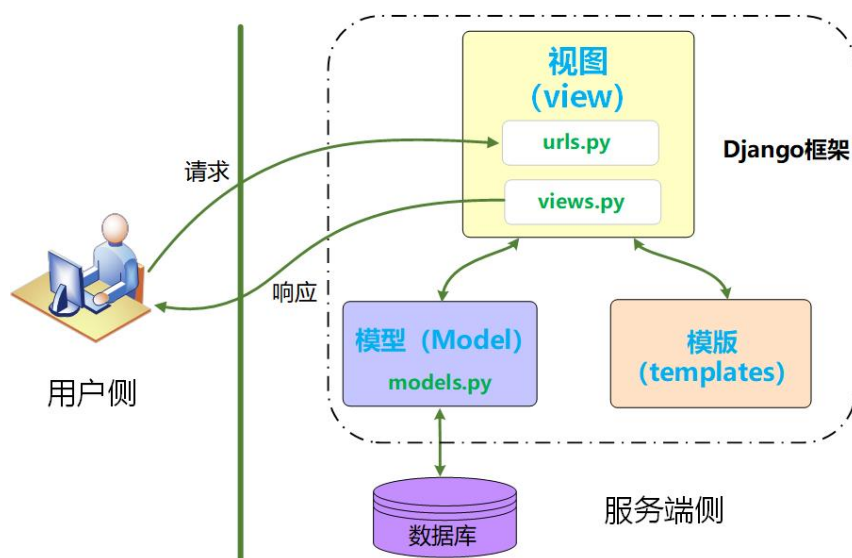 视图
(view)
urls.py
views.py
Django框架
请求
响应
模型（Model）
models.py
模版
(templates)
用户侧
数据库
服务端侧